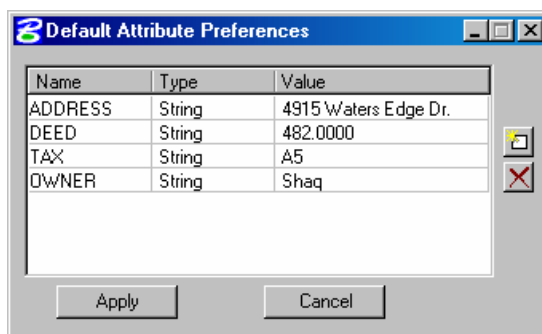 Default Attribute Preferences
Name Type Value
ADDRESS String 4915 Waters Edge Dr.
DEED String 482.0000
TAX String A5
OWNER String Shaq
Apply Cancel